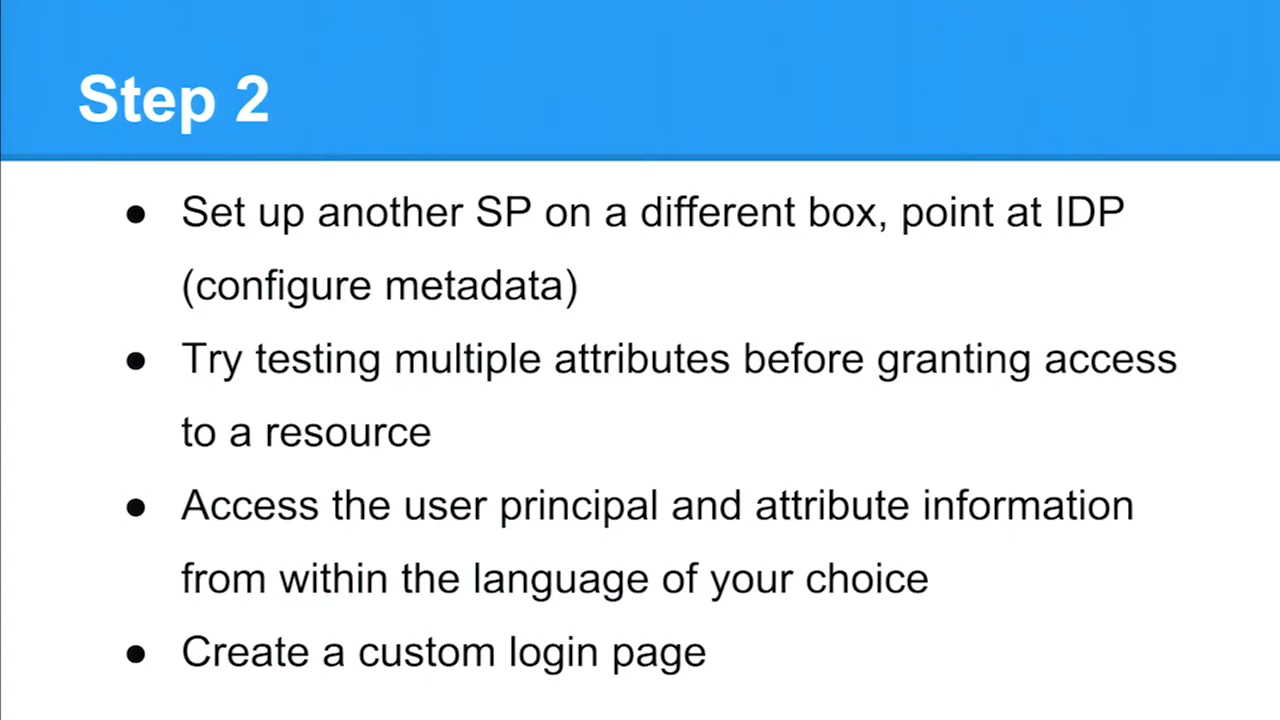 Step 2
● Set up another SP on a different box, point at IDP
(configure metadata)
● Try testing multiple attributes before granting access
to a resource
● Access the user principal and attribute information
from within the language of your choice
● Create a custom login page